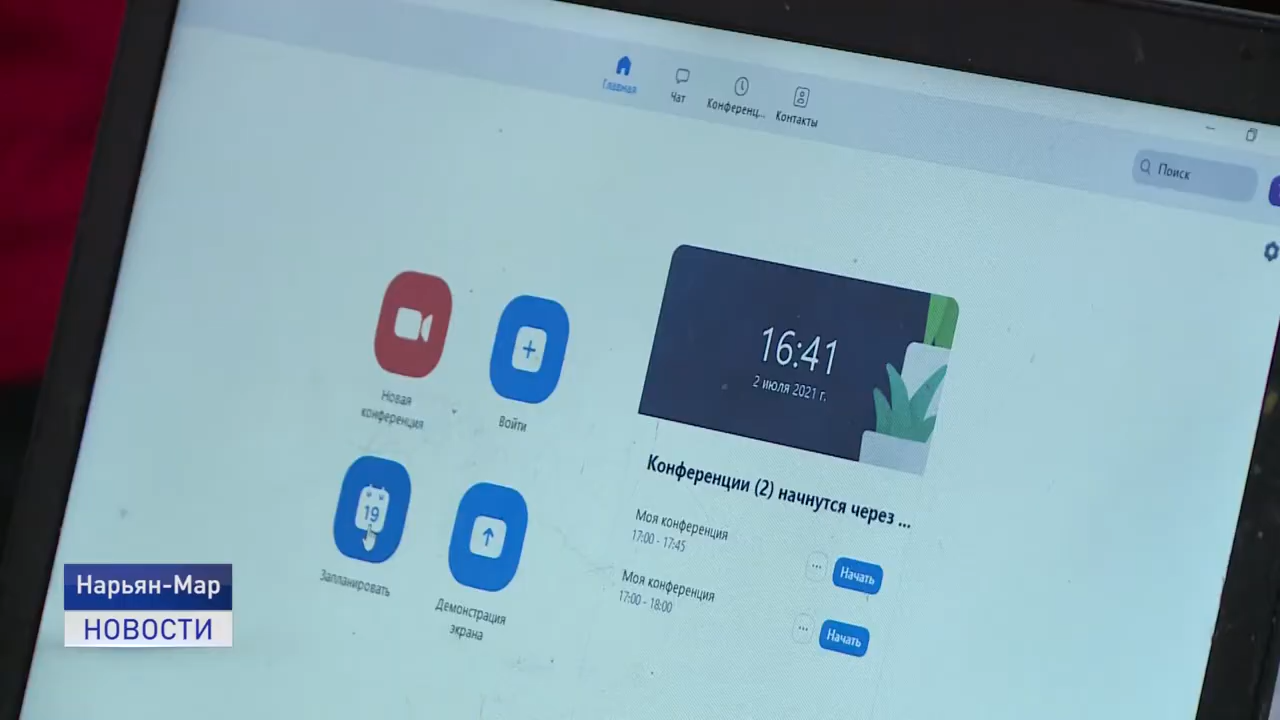 Главная
Чат
Конференц...
Контакты
Поиск
16:41
2 июля 2021 г.
Новая
конференция
Войти
19
Запланировать
Демонстрация
экрана
Конференции (2) начнутся через ...
Моя конференция
17:00 - 17:45
Начать
Моя конференция
17:00 - 18:00
Начать
Нарьян-Мар
НОВОСТИ